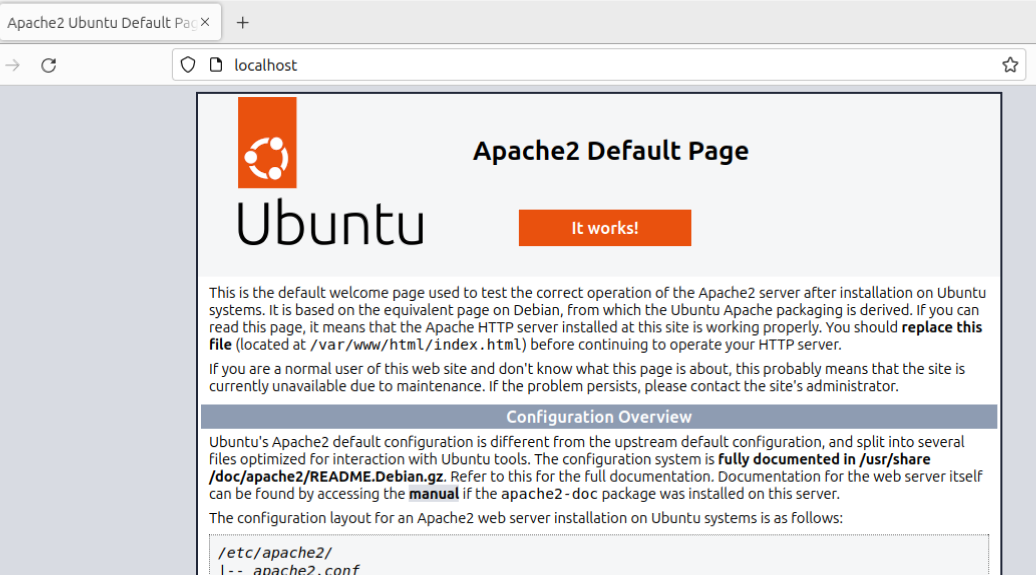 Apache2 Ubuntu Default Pag
localhost
Ubuntu
Apache2 Default Page
It works!
This is the default welcome page used to test the correct operation of the Apache2 server after installation on Ubuntu
systems. It is based on the equivalent page on Debian, from which the Ubuntu Apache packaging is derived. If you can
read this page, it means that the Apache HTTP server installed at this site is working properly. You should replace this
file (located at /var/www/html/index.html) before continuing to operate your HTTP server.
If you are a normal user of this web site and don't know what this page is about, this probably means that the site is
currently unavailable due to maintenance. If the problem persists, please contact the site's administrator.
Configuration Overview
Ubuntu's Apache2 default configuration is different from the upstream default configuration, and split into several
files optimized for interaction with Ubuntu tools. The configuration system is fully documented in /usr/share
/doc/apache2/README.Debian.gz. Refer to this for the full documentation. Documentation for the web server itself
can be found by accessing the manual if the apache2-doc package was installed on this server.
The configuration layout for an Apache2 web server installation on Ubuntu systems is as follows:
/etc/apache2/
|-- apache2.conf